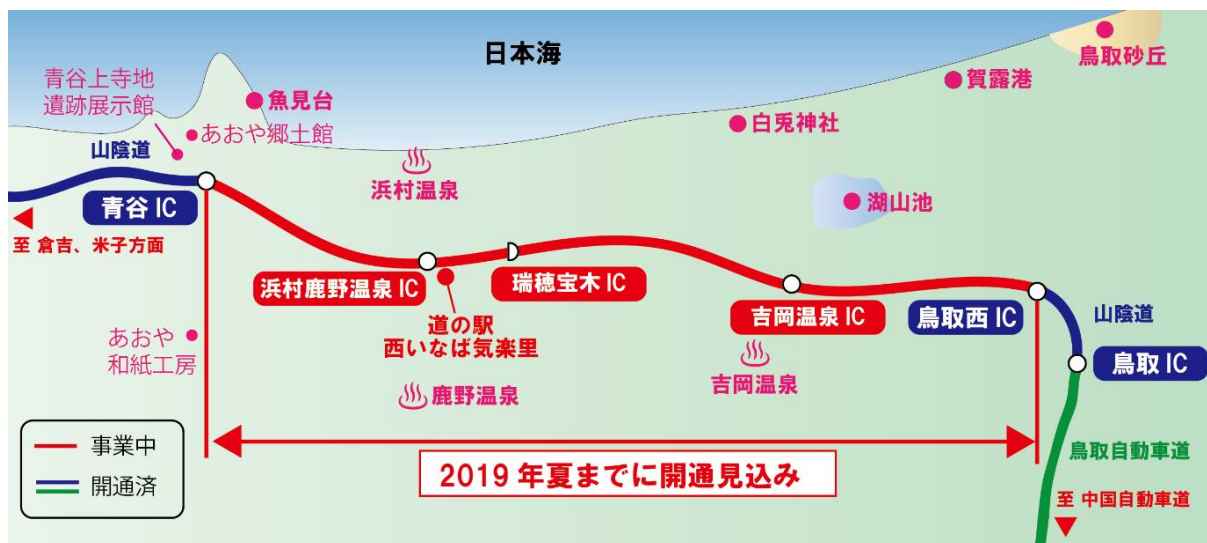 日本海
鳥取砂丘
賀露港
青谷上寺地
遺跡展示館
魚見台
あおや郷土館
白兎神社
山陰道
浜村温泉
青谷 IC
湖山池
至 倉吉、米子方面
浜村鹿野温泉 IC
瑞穂宝木 IC
吉岡温泉 IC
鳥取西 IC
山陰道
道の駅
西いなば気楽里
あおや
和紙工房
鳥取 IC
鹿野温泉
吉岡温泉
事業中
開通済
2019 年夏までに開通見込み
鳥取自動車道
至 中国自動車道